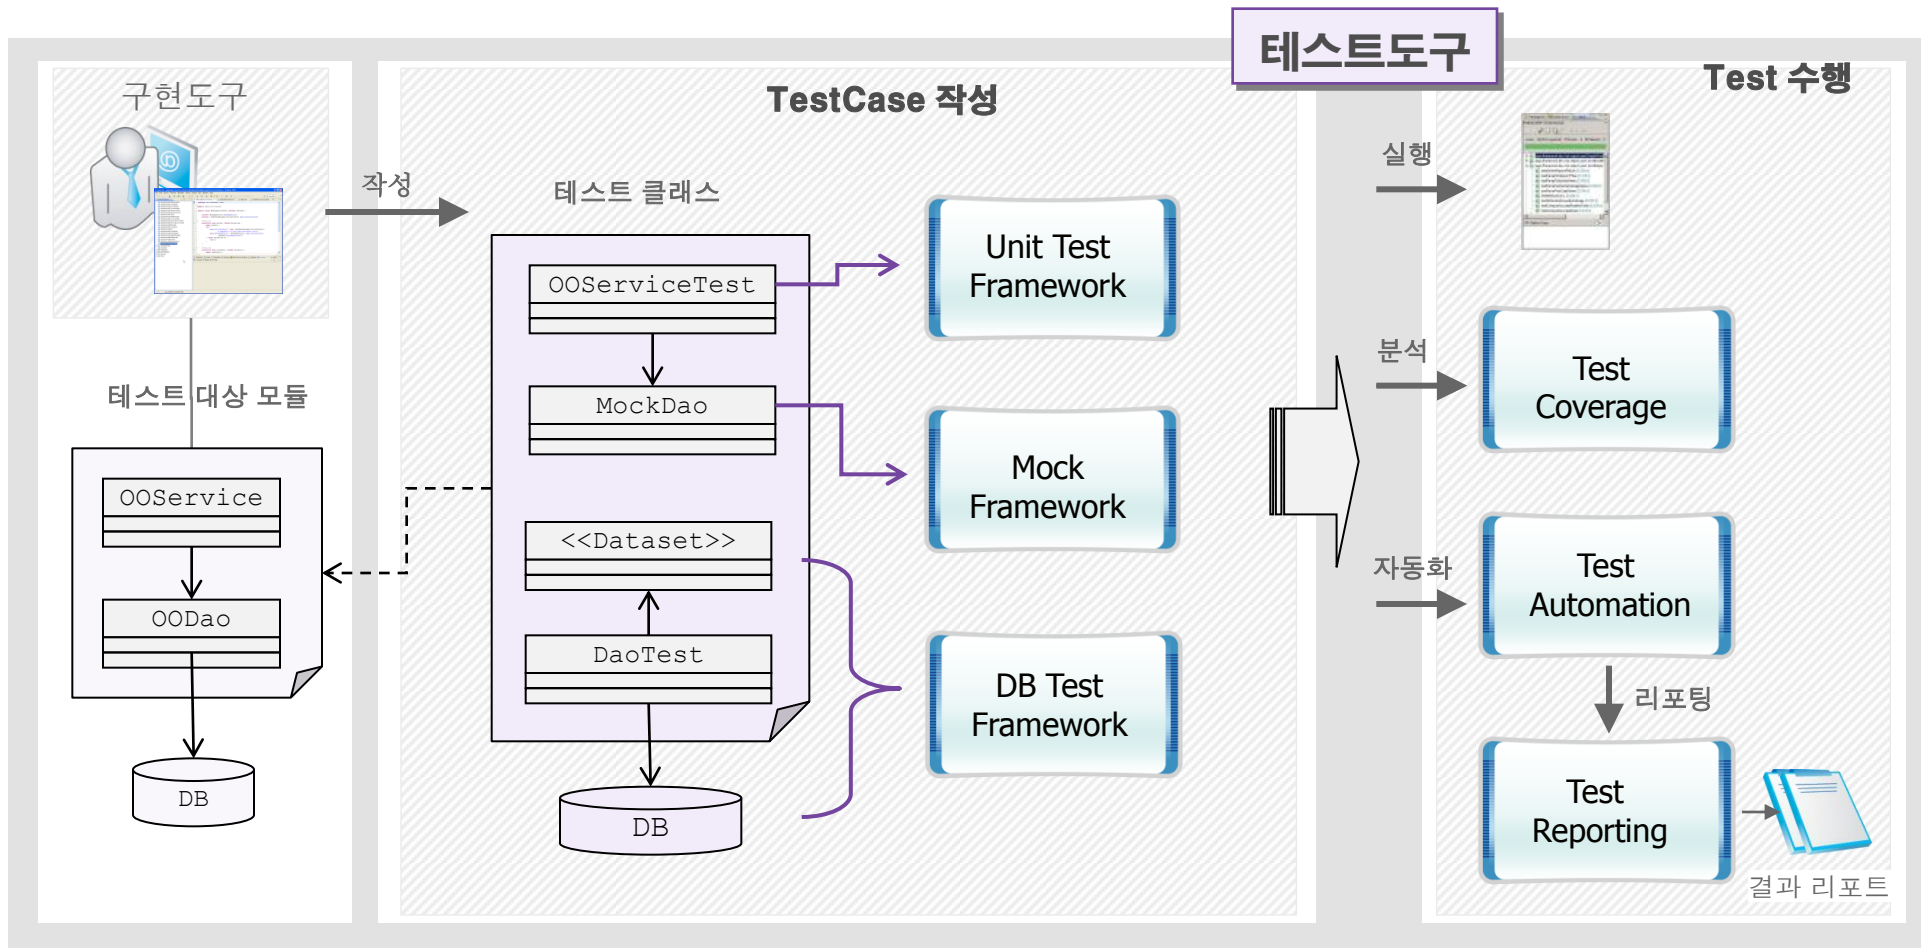 테스트도구
구현도구
작성
테스트 대상 모듈
OOService
OODao
DB
TestCase 작성
테스트 클래스
OOServiceTest
MockDao
<<Dataset>>
DaoTest
DB
Unit Test
Framework
Mock
Framework
DB Test
Framework
Test 수행
실행
분석
Test
Coverage
자동화
Test
Automation
리포팅
Test
Reporting
결과 리포트